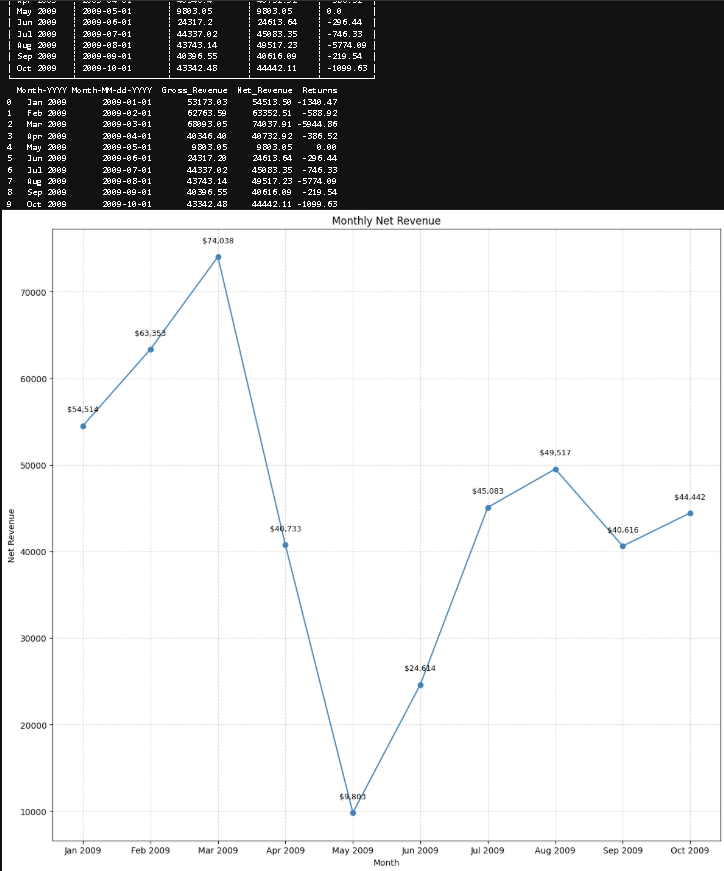 May 2009 2009-05-01 9803.05 9803.05 0.0
Jun 2009 2009-06-01 24317.2 24613.64 -296.44
Jul 2009 2009-07-01 44337.02 45083.35 -746.33
Aug 2009 2009-08-01 43743.14 49517.23 -5774.09
Sep 2009 2009-09-01 40396.55 40616.09 -219.54
Oct 2009 2009-10-01 43342.48 44442.11 -1099.63
Month-YYYY Month-MM-dd-YYYY Gross_Revenue Net_Revenue Returns
0 Jan 2009 2009-01-01 53173.03 54513.50 -1340.47
1 Feb 2009 2009-02-01 62763.59 63352.51 -588.92
2 Mar 2009 2009-03-01 68093.05 74037.91 -5944.86
3 Apr 2009 2009-04-01 40346.40 40732.92 -386.52
4 May 2009 2009-05-01 9803.05 9803.05 0.00
5 Jun 2009 2009-06-01 24317.20 24613.64 -296.44
6 Jul 2009 2009-07-01 44337.02 45083.35 -746.33
7 Aug 2009 2009-08-01 43743.14 49517.23 -5774.09
8 Sep 2009 2009-09-01 40396.55 40616.09 -219.54
9 Oct 2009 2009-10-01 43342.48 44442.11 -1099.63
Monthly Net Revenue
$74,038
70000
$63,353
60000
$54,514
50000
$49,517
$45,083
$44,442
$40,733
$40,616
40000
Net Revenue
30000
$24,614
20000
$9,803
10000
Jan 2009 Feb 2009 Mar 2009 Apr 2009 May 2009 Jun 2009 Jul 2009 Aug 2009 Sep 2009 Oct 2009
Month